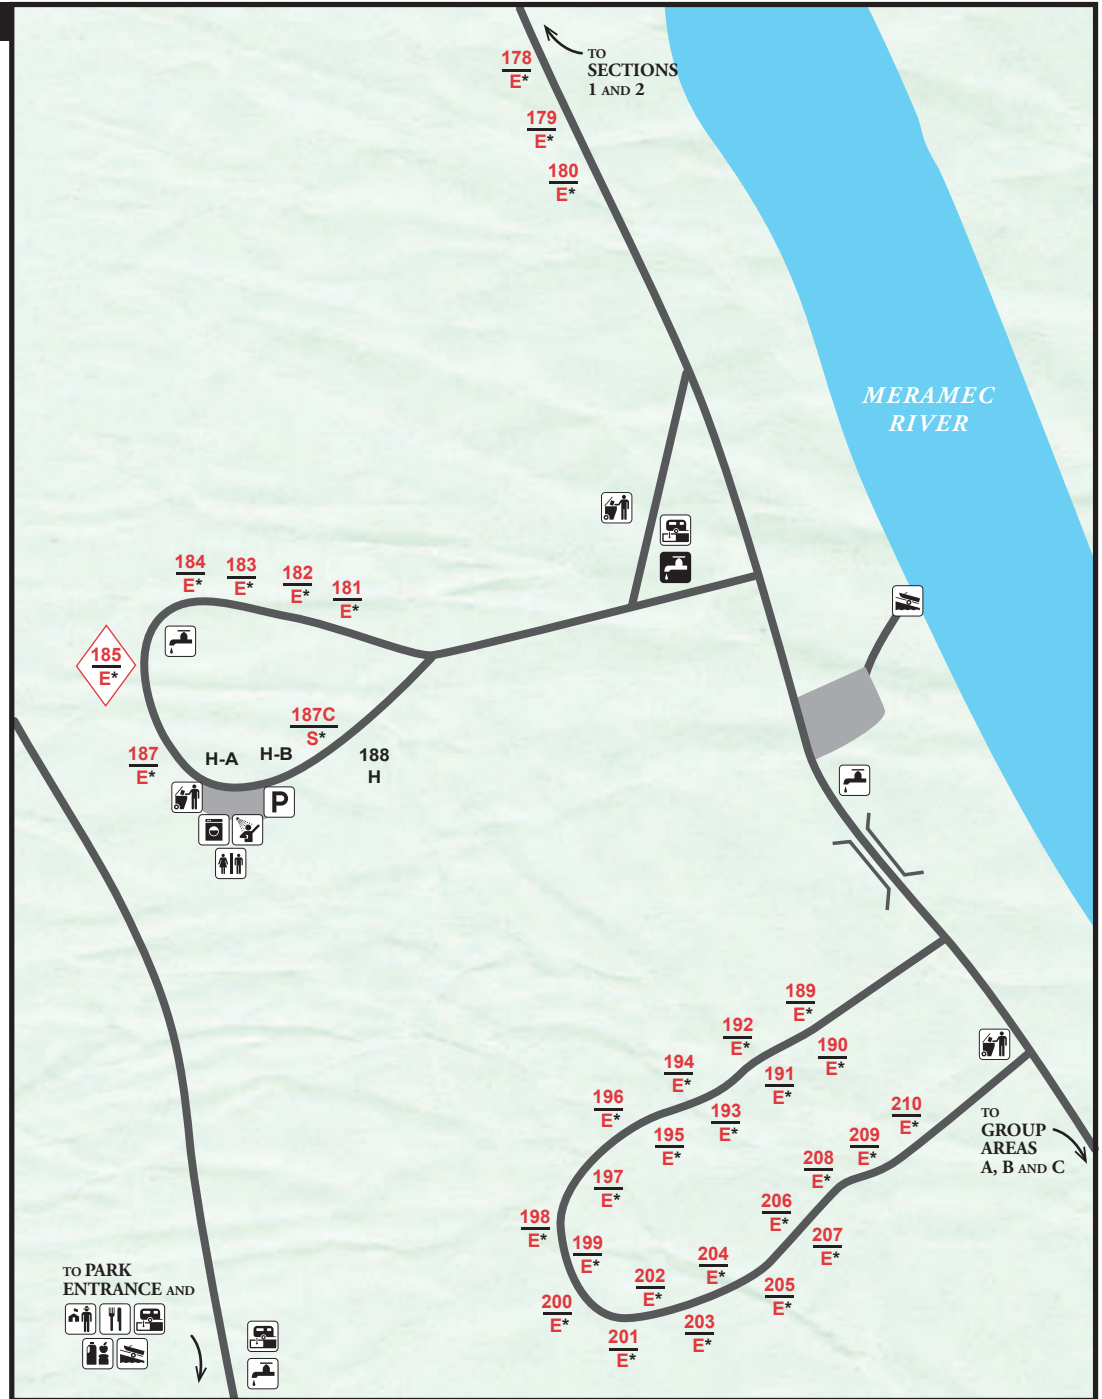 TO
SECTIONS
1 AND 2
178
E*
179
E*
180
E*
MERAMEC
RIVER
184
E*
183
E*
182
E*
181
E*
185
E*
187C
S*
187
E*
H-A
H-B
188
H
P
189
E*
192
E*
190
E*
194
E*
191
E*
196
E*
193
E*
195
E*
210
E*
209
E*
208
E*
197
E*
206
E*
198
E*
207
E*
199
E*
204
E*
202
E*
205
E*
200
E*
203
E*
201
E*
TO
GROUP
AREAS
A, B AND C
TO PARK
ENTRANCE AND